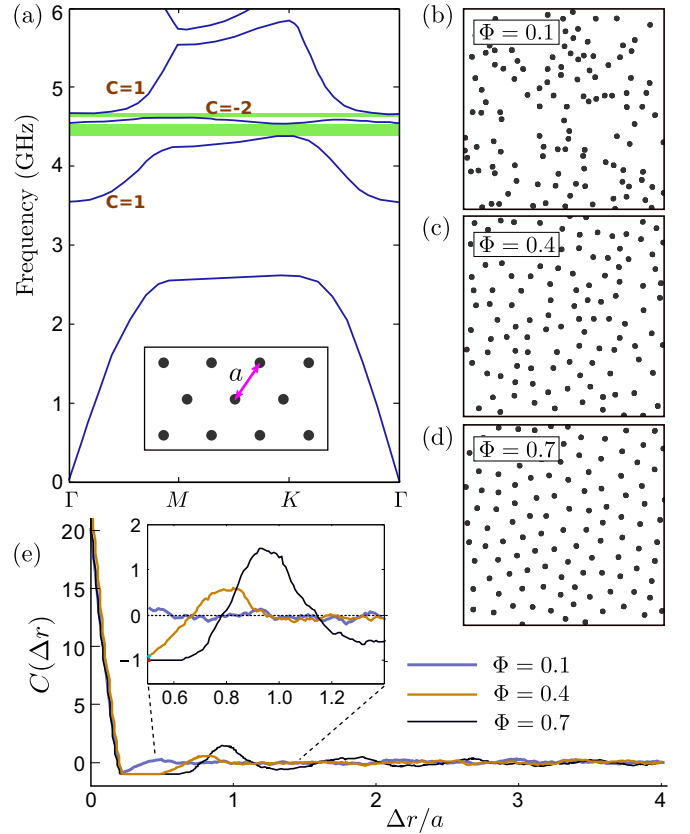 (a)
6
5
4
3
2
1
0
Frequency (GHz)
C=1
C=-2
C=1
a
Γ
M
K
Γ
(b)
Φ = 0.1
(c)
Φ = 0.4
(d)
Φ = 0.7
(e)
20
15
10
5
0
C(Δr)
2
1
0
−1
0.6
0.8
1.0
1.2
Φ = 0.1
Φ = 0.4
Φ = 0.7
0
1
2
3
4
Δr/a